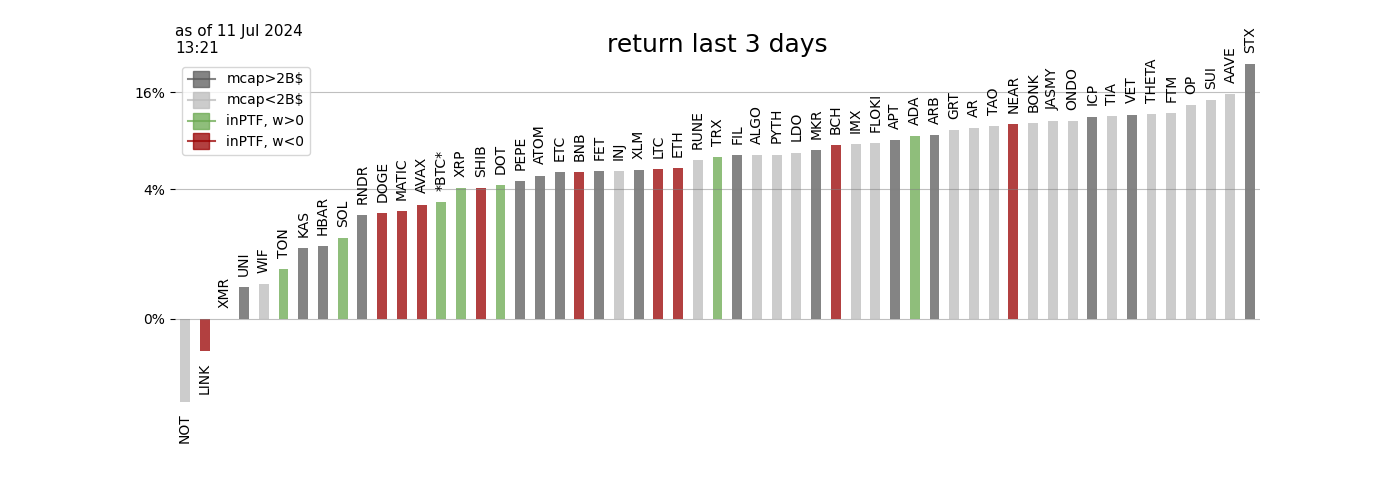 as of 11 Jul 2024
13:21
return last 3 days
mcap>2B$
mcap<2B$
inPTF, w>0
inPTF, w<0
16%
4%
0%
NOT
LINK
XMR
UNI
WIF
TON
KAS
HBAR
SOL
RNDR
DOGE
MATIC
AVAX
*BTC*
XRP
SHIB
DOT
PEPE
ATOM
ETC
BNB
FET
INJ
XLM
LTC
ETH
RUNE
TRX
FIL
ALGO
PYTH
LDO
MKR
BCH
IMX
FLOKI
APT
ADA
ARB
GRT
AR
TAO
NEAR
BONK
JASMY
ONDO
ICP
TIA
VET
THETA
FTM
OP
SUI
AAVE
STX